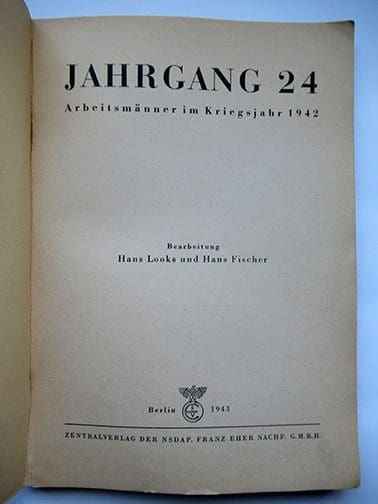 JAHRGANG 24
Arbeitsmänner im Kriegsjahr 1942
Bearbeitung
Hans Looks und Hans Fischer
Berlin 1943
ZENTRALVERLAG DER NSDAP. FRANZ EHER NACHF. G.M.B.H.